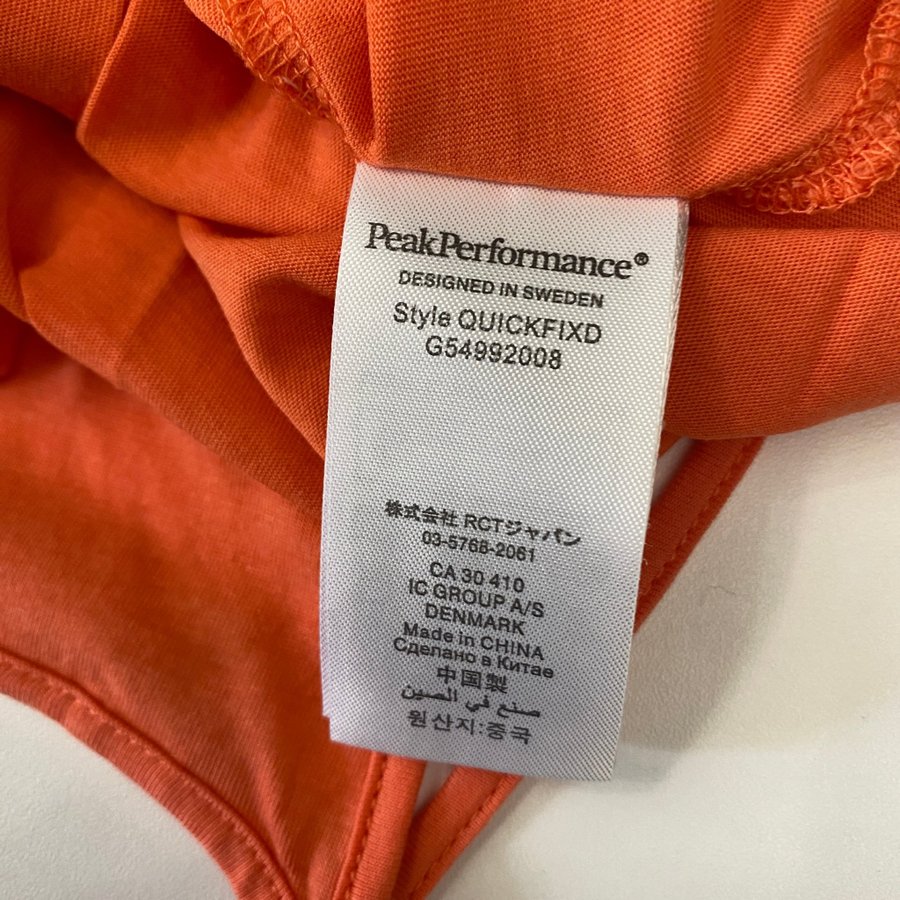 PeakPerformance®
DESIGNED IN SWEDEN
Style QUICKFIXD
G54992008
株式会社 RCTジャパン
03-5768-2061
CA 30 410
IC GROUP A/S
DENMARK
Made in CHINA
Сделано в Китае
中国製
صنع في الصين
원산지:중국